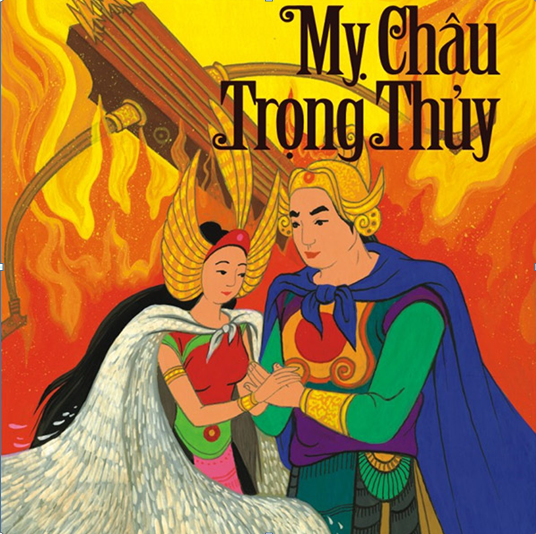 Mỵ Châu
Trọng Thủy